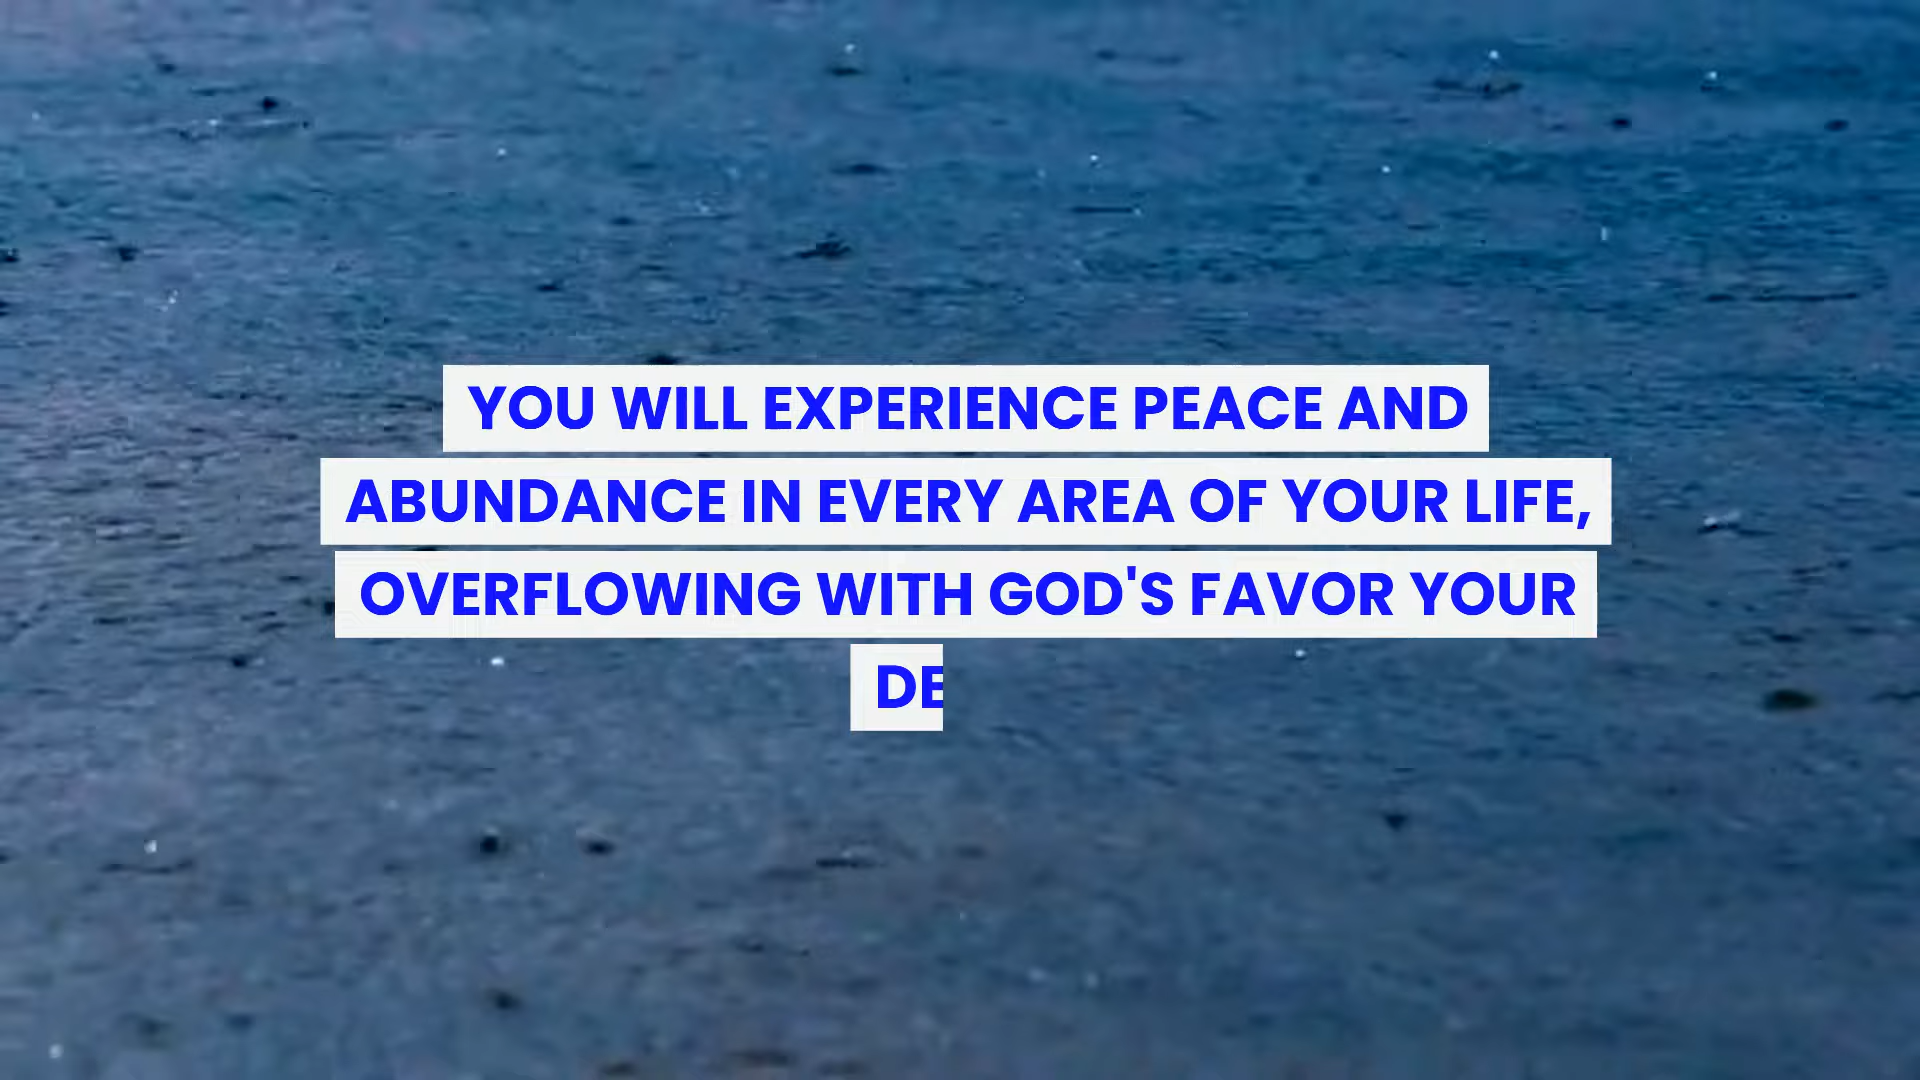 YOU WILL EXPERIENCE PEACE AND
ABUNDANCE IN EVERY AREA OF YOUR LIFE,
OVERFLOWING WITH GOD'S FAVOR YOUR
DE